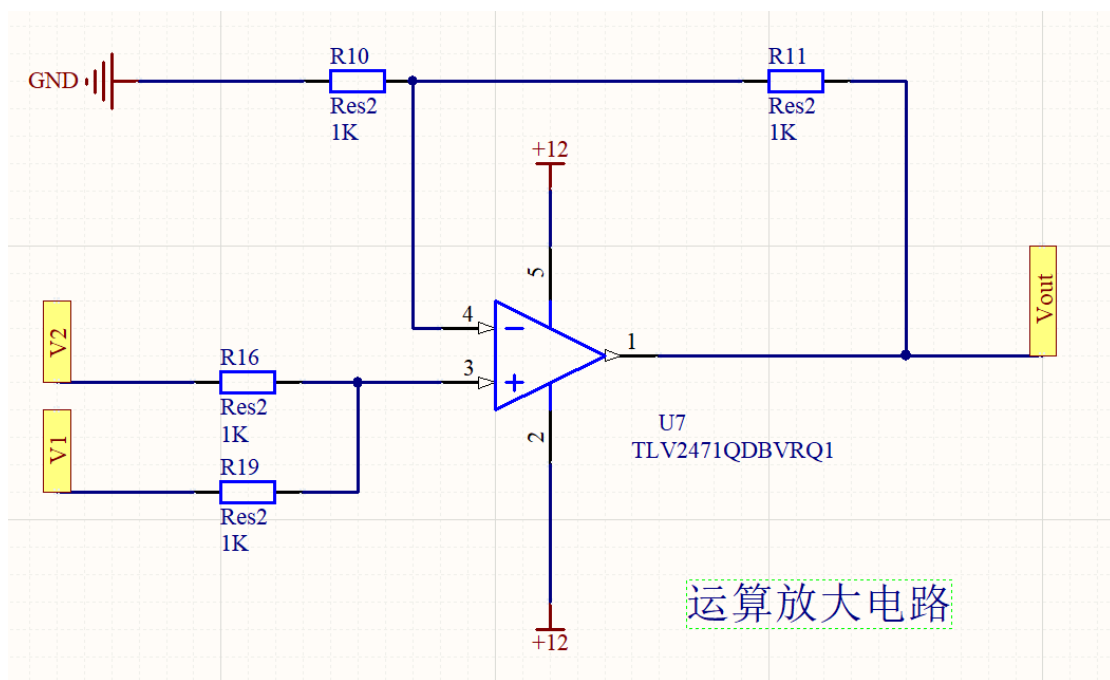 R10
R11
GND
Res2
1K
Res2
1K
+12
5
V2
4
Vout
1
R16
3
Res2
1K
V1
2
U7
TLV2471QDBVRQ1
R19
Res2
1K
运算放大电路
+12